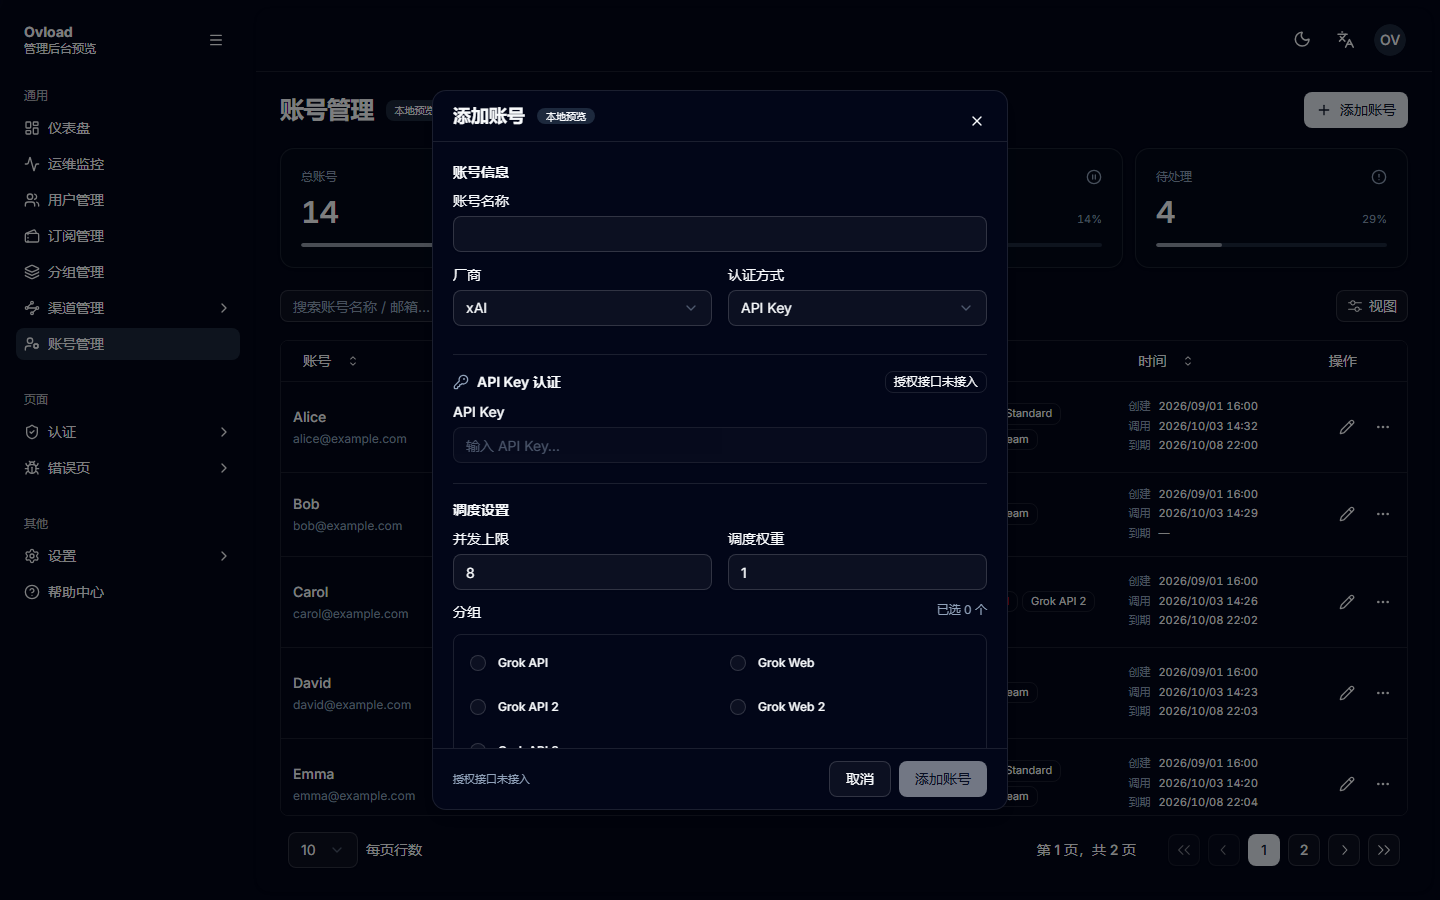 Ovload
管理后台预览
通用
仪表盘
运维监控
用户管理
订阅管理
分组管理
渠道管理
账号管理
页面
认证
错误页
其他
设置
帮助中心
OV
账号管理
本地预览
添加账号
总账号
14
14%
待处理
4
29%
搜索账号名称 / 邮箱...
视图
账号
时间
操作
Alice
alice@example.com
Standard
创建 2026/09/01 16:00
调用 2026/10/03 14:32
到期 2026/10/08 22:00
Bob
bob@example.com
创建 2026/09/01 16:00
调用 2026/10/03 14:29
到期 —
Carol
carol@example.com
Grok API 2
创建 2026/09/01 16:00
调用 2026/10/03 14:26
到期 2026/10/08 22:02
David
david@example.com
创建 2026/09/01 16:00
调用 2026/10/03 14:23
到期 2026/10/08 22:03
Emma
emma@example.com
Standard
创建 2026/09/01 16:00
调用 2026/10/03 14:20
到期 2026/10/08 22:04
10
每页行数
第 1 页，共 2 页
1
2
添加账号
本地预览
账号信息
账号名称
厂商
认证方式
xAI
API Key
API Key 认证
授权接口未接入
API Key
输入 API Key...
调度设置
并发上限
调度权重
8
1
分组
已选 0 个
Grok API
Grok Web
Grok API 2
Grok Web 2
授权接口未接入
取消
添加账号